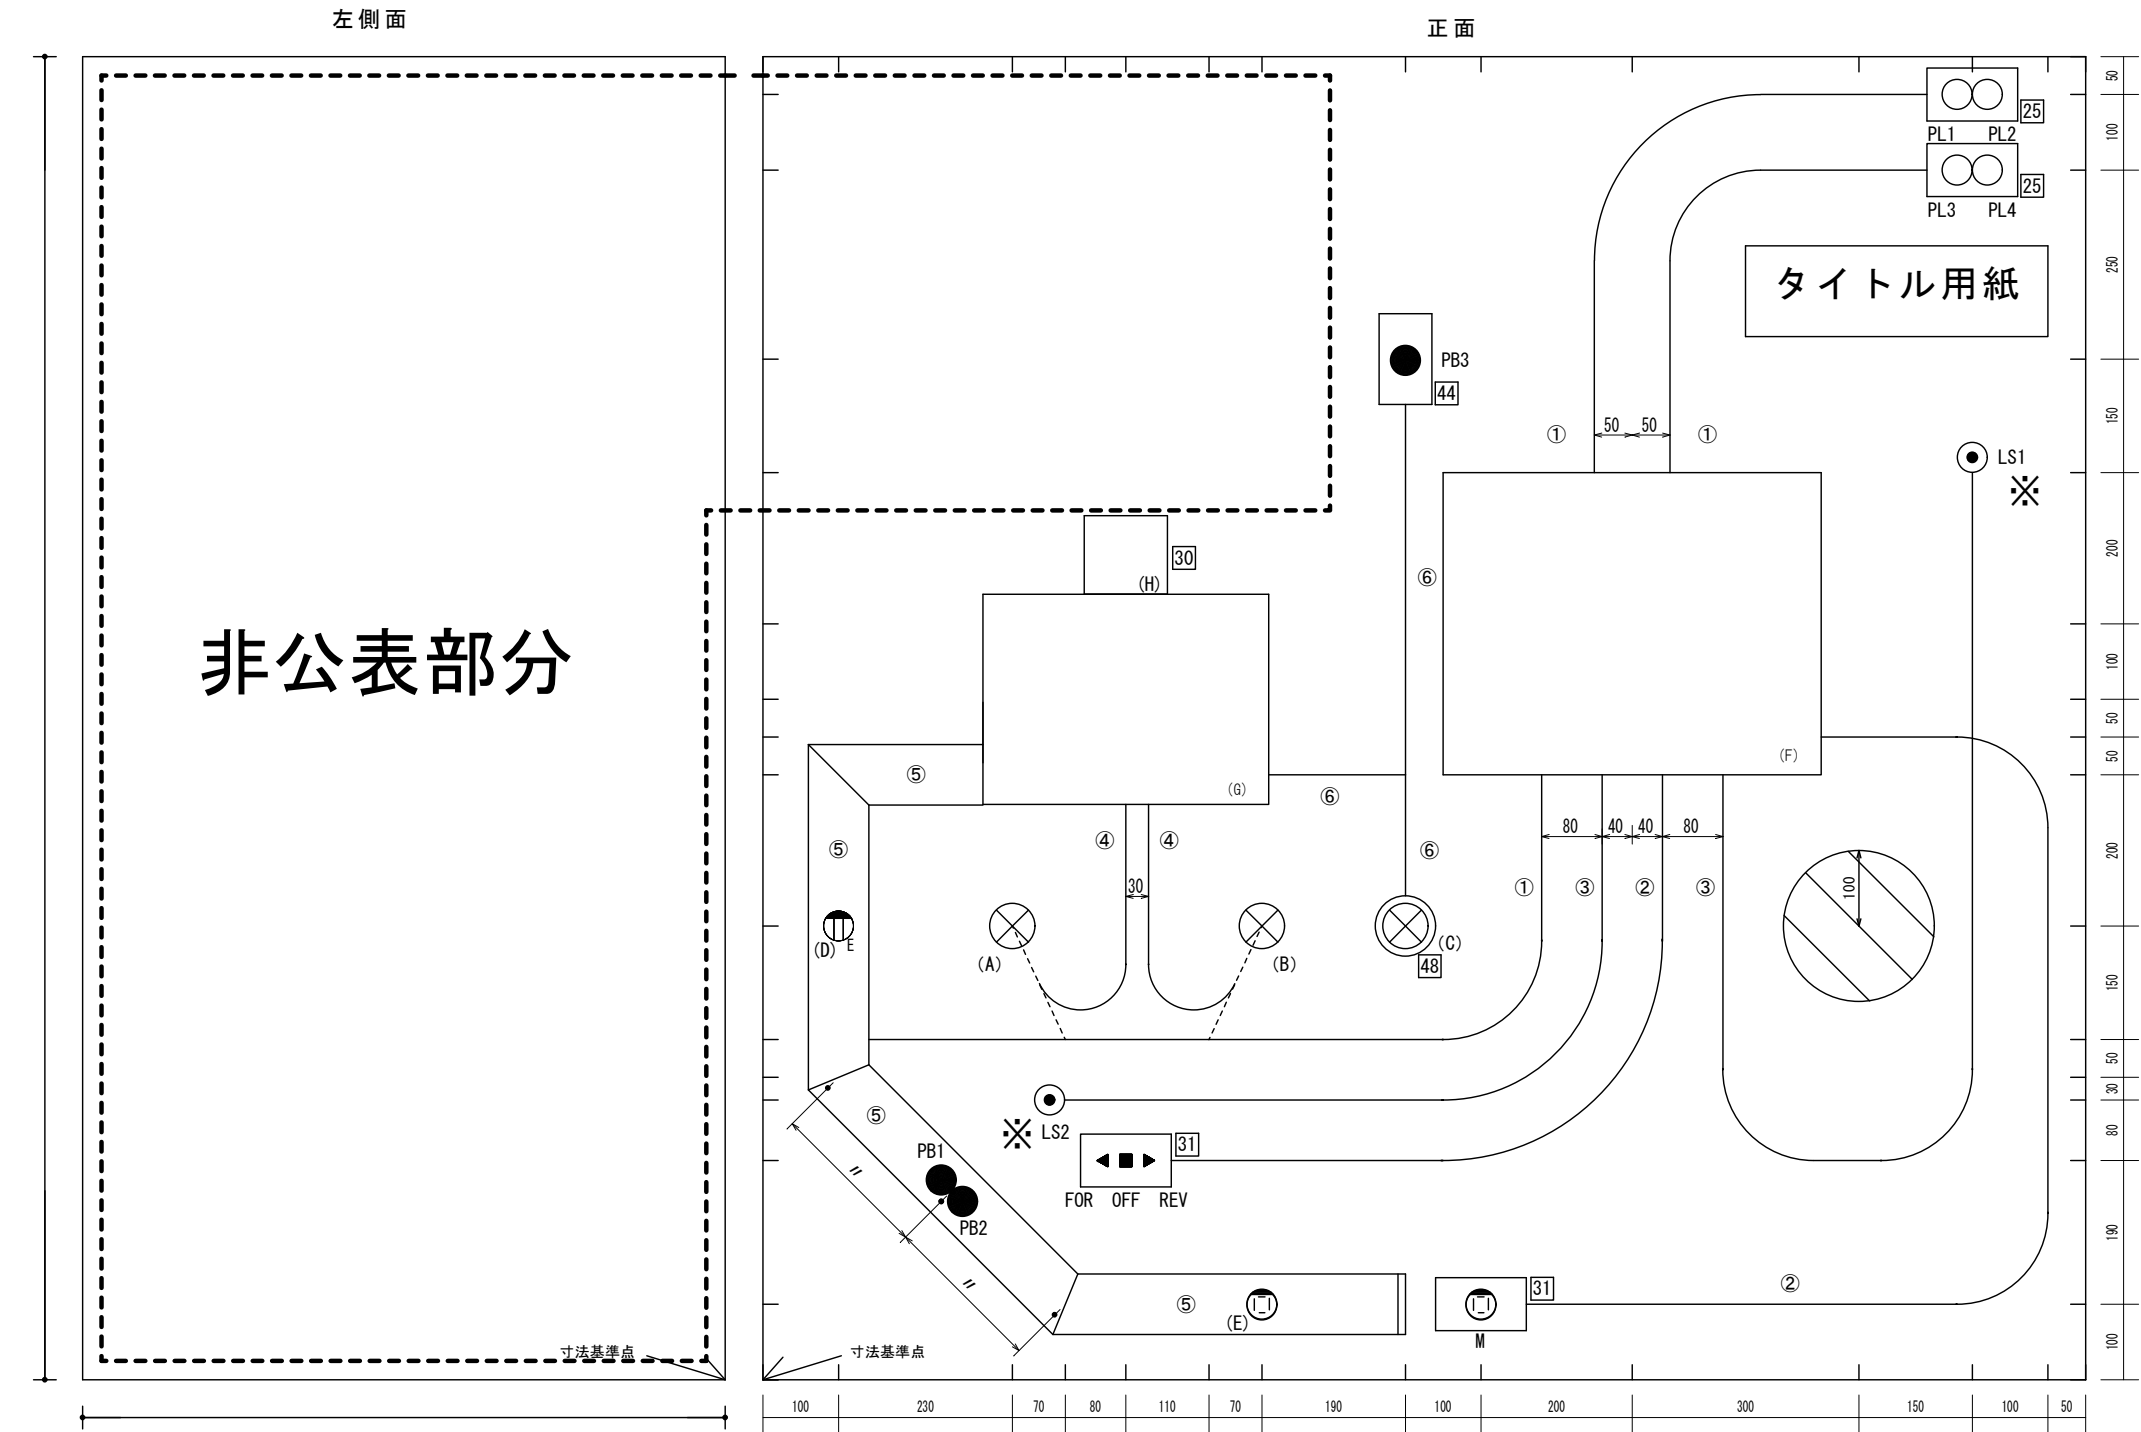 左側面
正面
50
PL1 PL2
25
100
PL3 PL4
25
250
タイトル用紙
PB3
44
150
①
50
50
①
LS1
※
30
(H)
⑥
200
非公表部分
100
(F)
50
⑤
(G)
⑥
50
⑤
④
④
⑥
80
40
40
80
200
30
①
③
②
③
100
(D)
E
(A)
(B)
(C)
48
150
50
30
⑤
※
LS2
31
80
PB1
〃
FOR OFF REV
PB2
190
〃
⑤
(E)
31
②
M
100
寸法基準点
寸法基準点
100
230
70
80
110
70
190
100
200
300
150
100
50